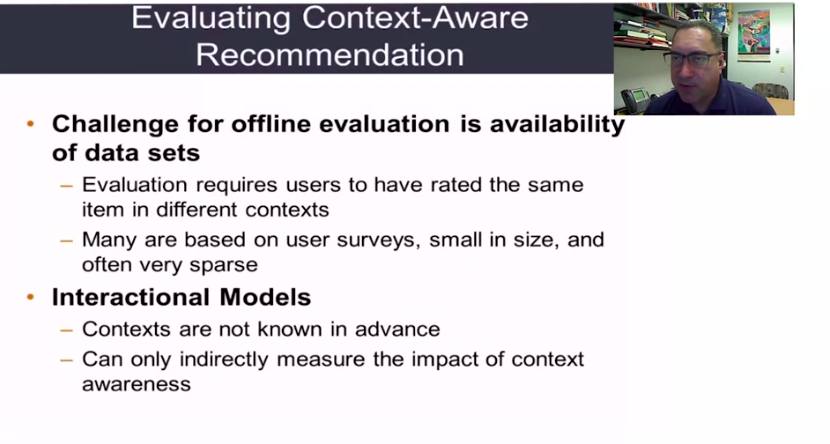 Evaluating Context-Aware
Recommendation
• Challenge for offline evaluation is availability
of data sets
– Evaluation requires users to have rated the same
item in different contexts
– Many are based on user surveys, small in size, and
often very sparse
• Interactional Models
– Contexts are not known in advance
– Can only indirectly measure the impact of context
awareness